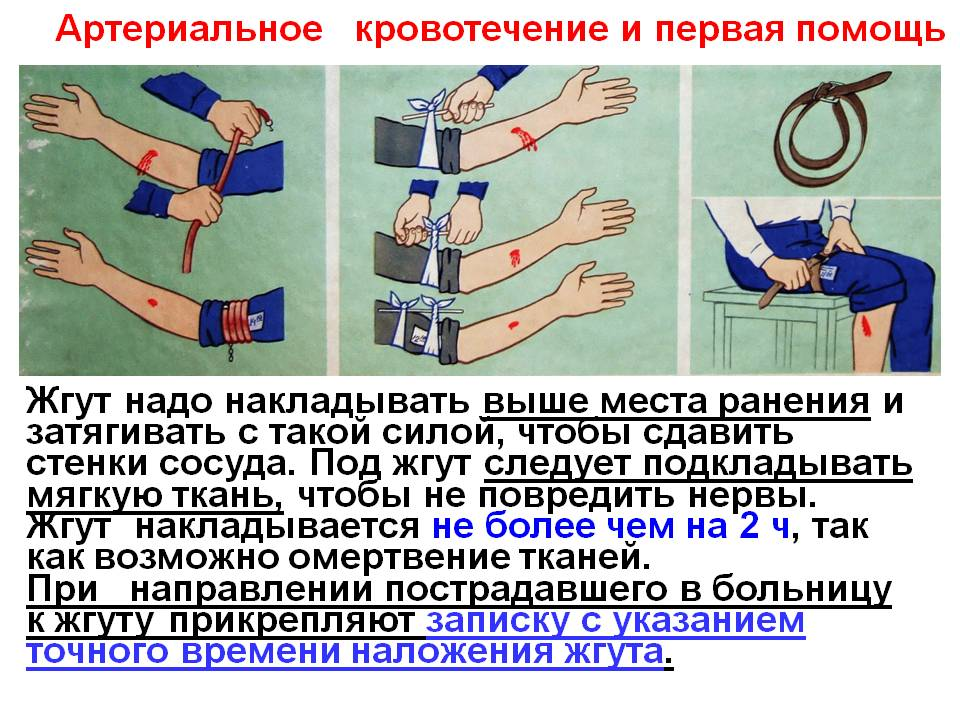 Артериальное кровотечение и первая помощь
Жгут надо накладывать выше места ранения и
затягивать с такой силой, чтобы сдавить
стенки сосуда. Под жгут следует подкладывать
мягкую ткань, чтобы не повредить нервы.
Жгут накладывается не более чем на 2 ч, так
как возможно омертвение тканей.
При направлении пострадавшего в больницу
к жгуту прикрепляют записку с указанием
точного времени наложения жгута.